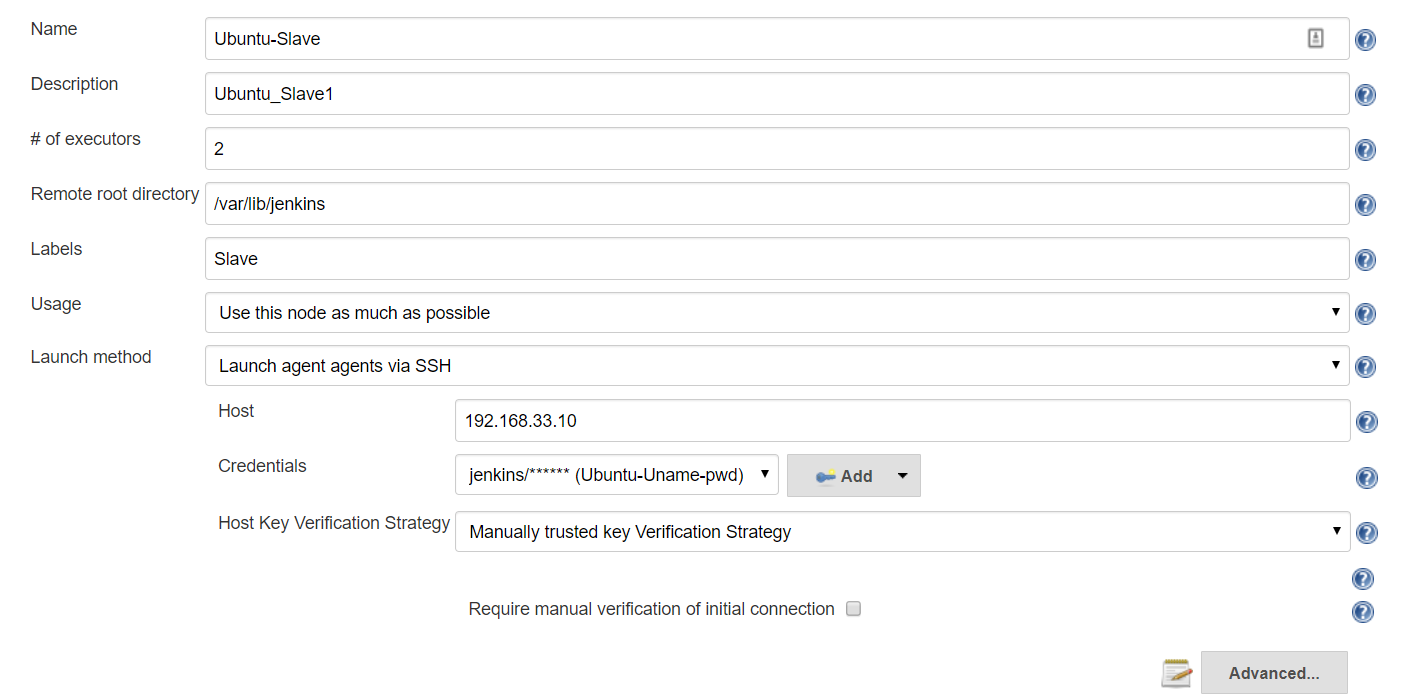 Name
Ubuntu-Slave
Description
Ubuntu_Slave1
# of executors
2
Remote root directory
/var/lib/jenkins
Labels
Slave
Usage
Use this node as much as possible
Launch method
Launch agent agents via SSH
Host
192.168.33.10
Credentials
jenkins/****** (Ubuntu-Uname-pwd)
Add
Host Key Verification Strategy
Manually trusted key Verification Strategy
Require manual verification of initial connection
Advanced...